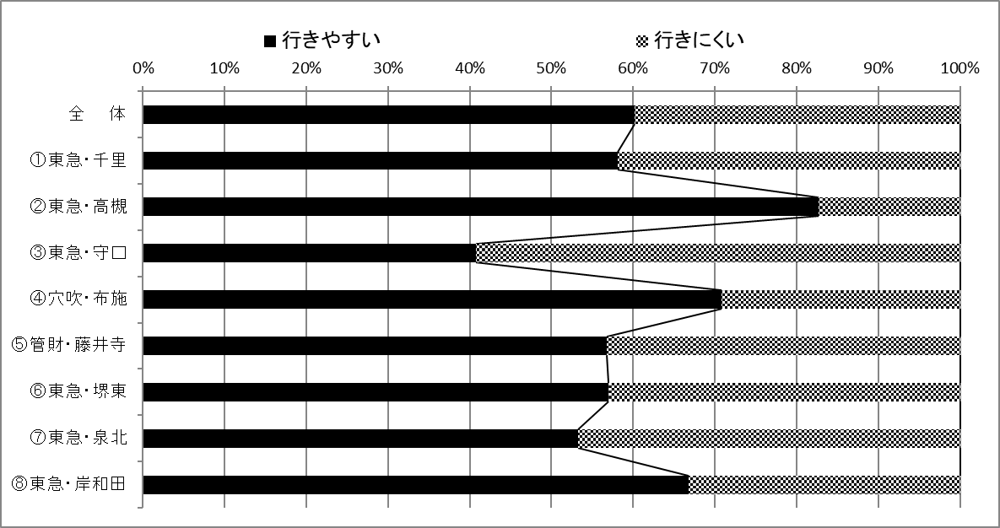 行きやすい 行きにくい
0% 10% 20% 30% 40% 50% 60% 70% 80% 90% 100%
全 体
①東急・千里
②東急・高槻
③東急・守口
④穴吹・布施
⑤管財・藤井寺
⑥東急・堺東
⑦東急・泉北
⑧東急・岸和田